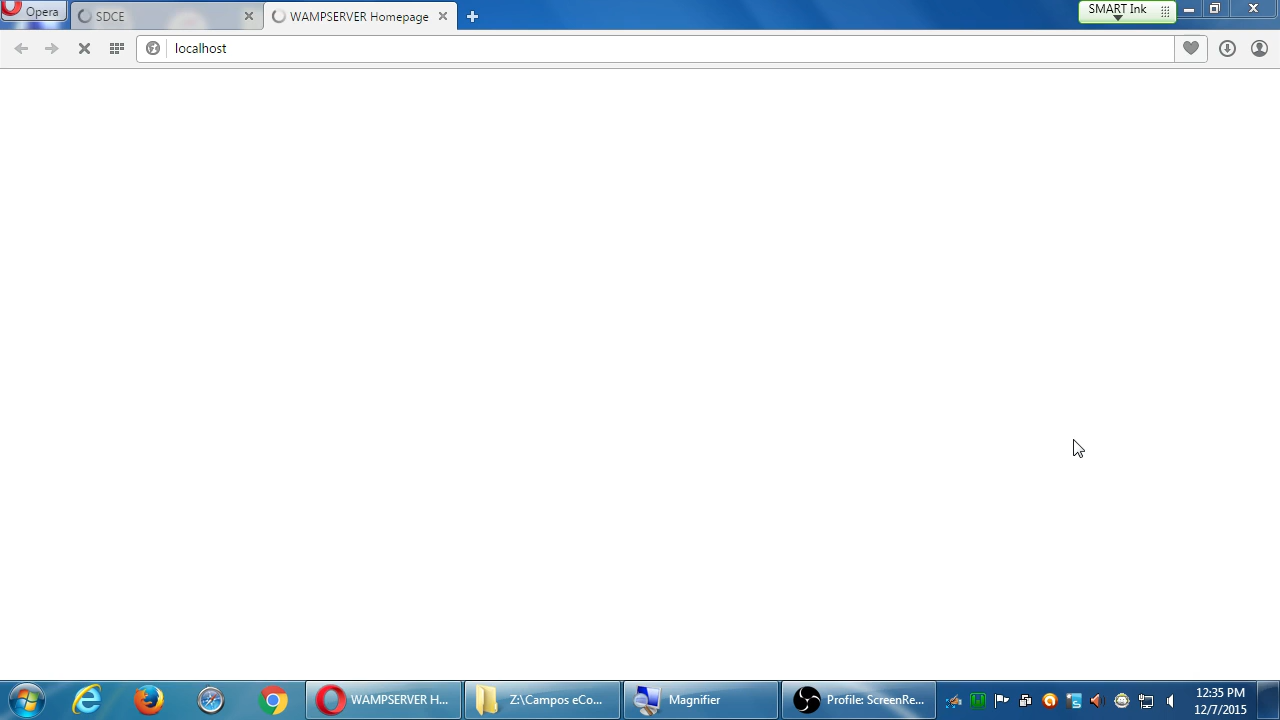 Opera
SDCE
WAMPSERVER Homepage
SMART Ink
localhost
WAMPSERVER H...
Z:\Campos eCo...
Magnifier
Profile: ScreenRe...
12:35 PM
12/7/2015